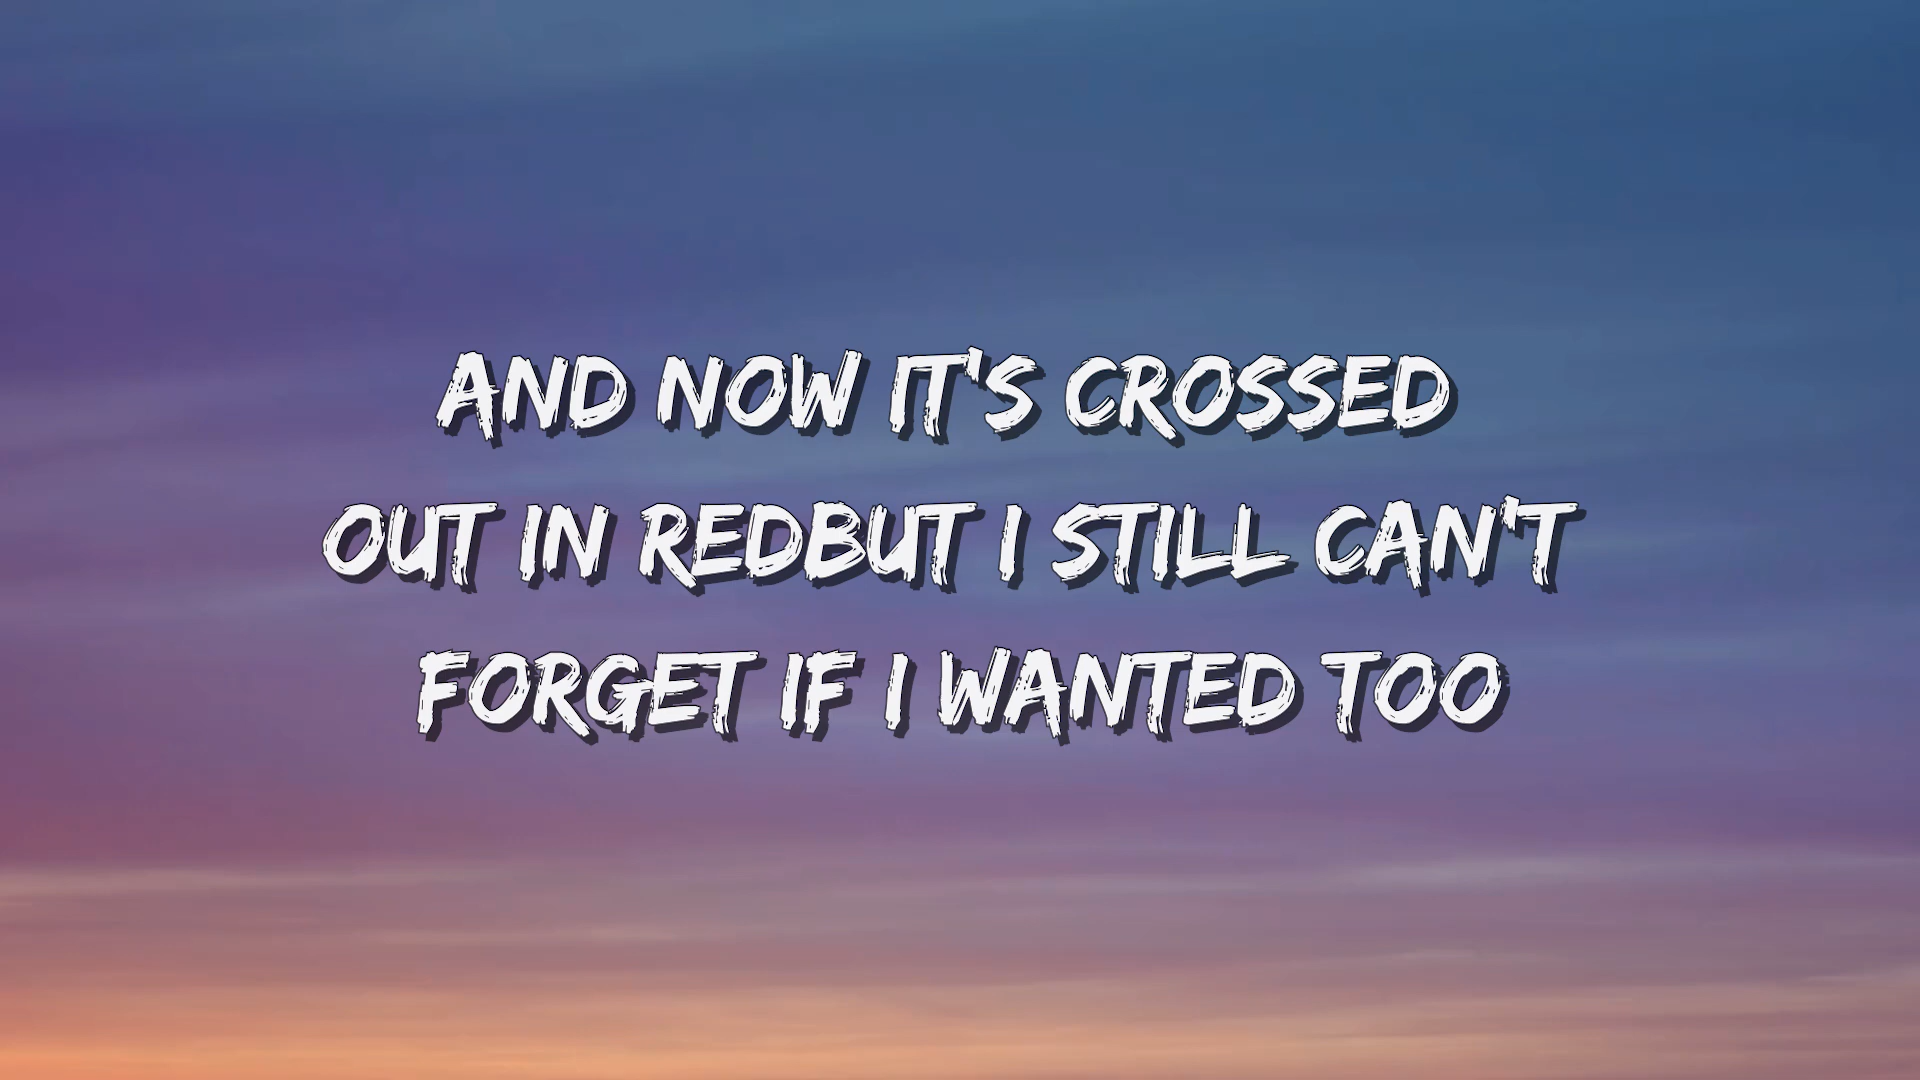 AND NOW IT'S CROSSED
OUT IN REDBUT I STILL CAN'T
FORGET IF I WANTED TOO